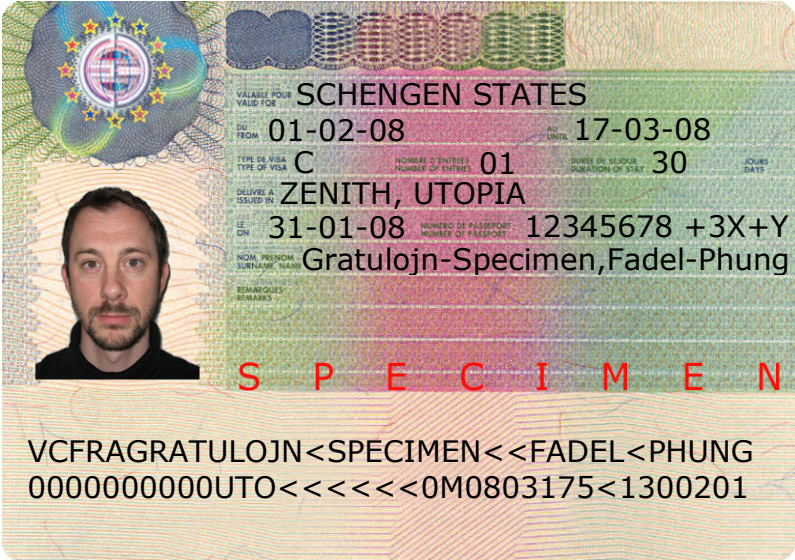 VALABLE POUR
VALID FOR
SCHENGEN STATES
DU
FROM
01-02-08
AU
UNTIL
17-03-08
TYPE DE VISA
TYPE OF VISA
C
NOMBRE D'ENTREES
NUMBER OF ENTRIES
01
DUREE DE SEJOUR
DURATION OF STAY
30
JOURS
DAYS
DELIVRE A
ISSUED IN
ZENITH, UTOPIA
LE
ON
31-01-08
NUMERO DE PASSEPORT
NUMBER OF PASSPORT
12345678 +3X+Y
NOM, PRENOM
SURNAME, NAME
Gratulojn-Specimen,Fadel-Phung
REMARQUES
REMARKS
S P E C I M E N
VCFRAGRATULOJN<SPECIMEN<<FADEL<PHUNG
0000000000UTO<<<<<<0M0803175<1300201